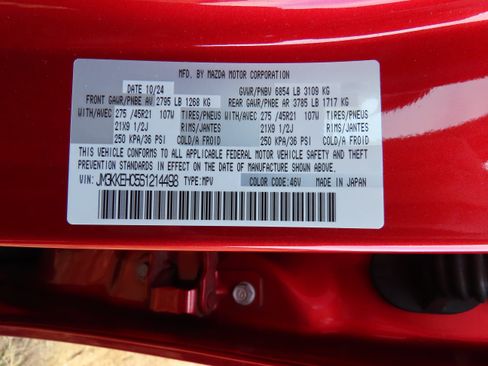 MFD. BY MAZDA MOTOR CORPORATION
DATE 10/24 GVWR/PNBV 6854 LB 3109 KG
FRONT GAWR/PNBE AV 2795 LB 1268 KG REAR GAWR/PNBE AR 3785 LB 1717 KG
WITH/AVEC 275 /45R21 107W TIRES/PNEUS WITH/AVEC 275 /45R21 107W TIRES/PNEUS
21X9 1/2J RIMS/JANTES 21X9 1/2J RIMS/JANTES
250 KPA/36 PSI COLD/A FROID 250 KPA/36 PSI COLD/A FROID
THIS VEHICLE CONFORMS TO ALL APPLICABLE FEDERAL MOTOR VEHICLE SAFETY AND THEFT
PREVENTION STANDARDS IN EFFECT ON THE DATE OF MANUFACTURE SHOWN ABOVE.
VIN: JM3KKEHC551214498 TYPE:MPV COLOR CODE:46V MADE IN JAPAN